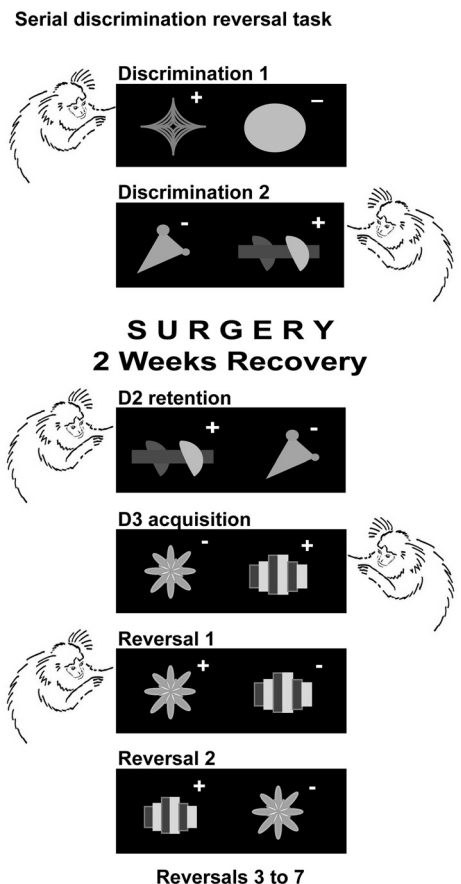 Serial discrimination reversal task
Discrimination 1
+ –
Discrimination 2
- +
S U R G E R Y
2 Weeks Recovery
D2 retention
+ -
D3 acquisition
- +
Reversal 1
+ -
Reversal 2
+ -
Reversals 3 to 7